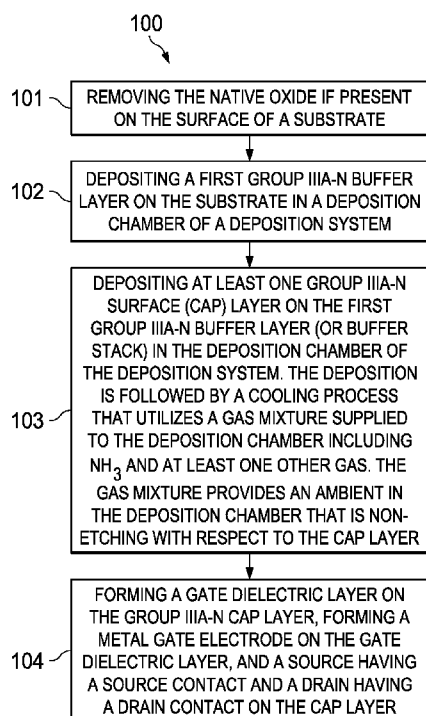 100
101
REMOVING THE NATIVE OXIDE IF PRESENT
ON THE SURFACE OF A SUBSTRATE
102
DEPOSITING A FIRST GROUP IIIA-N BUFFER
LAYER ON THE SUBSTRATE IN A DEPOSITION
CHAMBER OF A DEPOSITION SYSTEM
103
DEPOSITING AT LEAST ONE GROUP IIIA-N
SURFACE (CAP) LAYER ON THE FIRST
GROUP IIIA-N BUFFER LAYER (OR BUFFER
STACK) IN THE DEPOSITION CHAMBER OF
THE DEPOSITION SYSTEM. THE DEPOSITION
IS FOLLOWED BY A COOLING PROCESS
THAT UTILIZES A GAS MIXTURE SUPPLIED
TO THE DEPOSITION CHAMBER INCLUDING
NH3 AND AT LEAST ONE OTHER GAS. THE
GAS MIXTURE PROVIDES AN AMBIENT IN
THE DEPOSITION CHAMBER THAT IS NON-
ETCHING WITH RESPECT TO THE CAP LAYER
104
FORMING A GATE DIELECTRIC LAYER ON
THE GROUP IIIA-N CAP LAYER, FORMING A
METAL GATE ELECTRODE ON THE GATE
DIELECTRIC LAYER, AND A SOURCE HAVING
A SOURCE CONTACT AND A DRAIN HAVING
A DRAIN CONTACT ON THE CAP LAYER